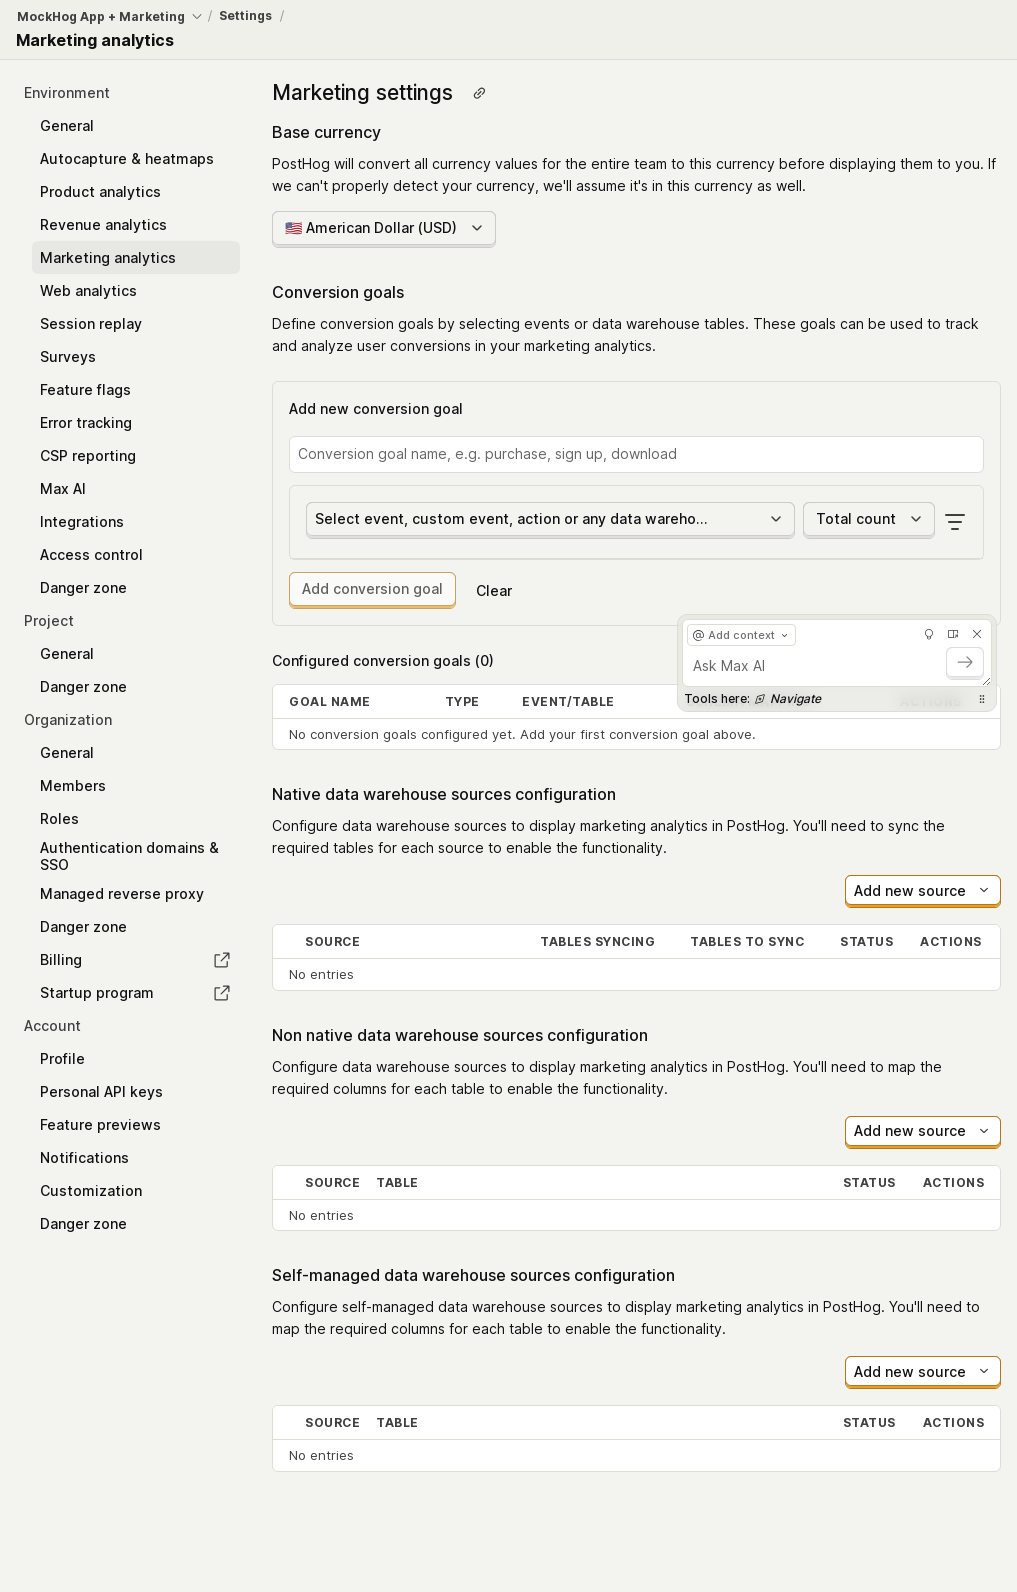 MockHog App + Marketing / Settings /
Marketing analytics
Environment
General
Autocapture & heatmaps
Product analytics
Revenue analytics
Marketing analytics
Web analytics
Session replay
Surveys
Feature flags
Error tracking
CSP reporting
Max AI
Integrations
Access control
Danger zone
Project
General
Danger zone
Organization
General
Members
Roles
Authentication domains &
SSO
Managed reverse proxy
Danger zone
Billing
Startup program
Account
Profile
Personal API keys
Feature previews
Notifications
Customization
Danger zone
Marketing settings
Base currency
PostHog will convert all currency values for the entire team to this currency before displaying them to you. If
we can't properly detect your currency, we'll assume it's in this currency as well.
🇺🇸 American Dollar (USD)
Conversion goals
Define conversion goals by selecting events or data warehouse tables. These goals can be used to track
and analyze user conversions in your marketing analytics.
Add new conversion goal
Conversion goal name, e.g. purchase, sign up, download
Select event, custom event, action or any data wareho... Total count
Add conversion goal Clear
@ Add context
Ask Max AI
Tools here: Navigate
Configured conversion goals (0)
GOAL NAME TYPE EVENT/TABLE ACTIONS
No conversion goals configured yet. Add your first conversion goal above.
Native data warehouse sources configuration
Configure data warehouse sources to display marketing analytics in PostHog. You'll need to sync the
required tables for each source to enable the functionality.
Add new source
SOURCE TABLES SYNCING TABLES TO SYNC STATUS ACTIONS
No entries
Non native data warehouse sources configuration
Configure data warehouse sources to display marketing analytics in PostHog. You'll need to map the
required columns for each table to enable the functionality.
Add new source
SOURCE TABLE STATUS ACTIONS
No entries
Self-managed data warehouse sources configuration
Configure self-managed data warehouse sources to display marketing analytics in PostHog. You'll need to
map the required columns for each table to enable the functionality.
Add new source
SOURCE TABLE STATUS ACTIONS
No entries